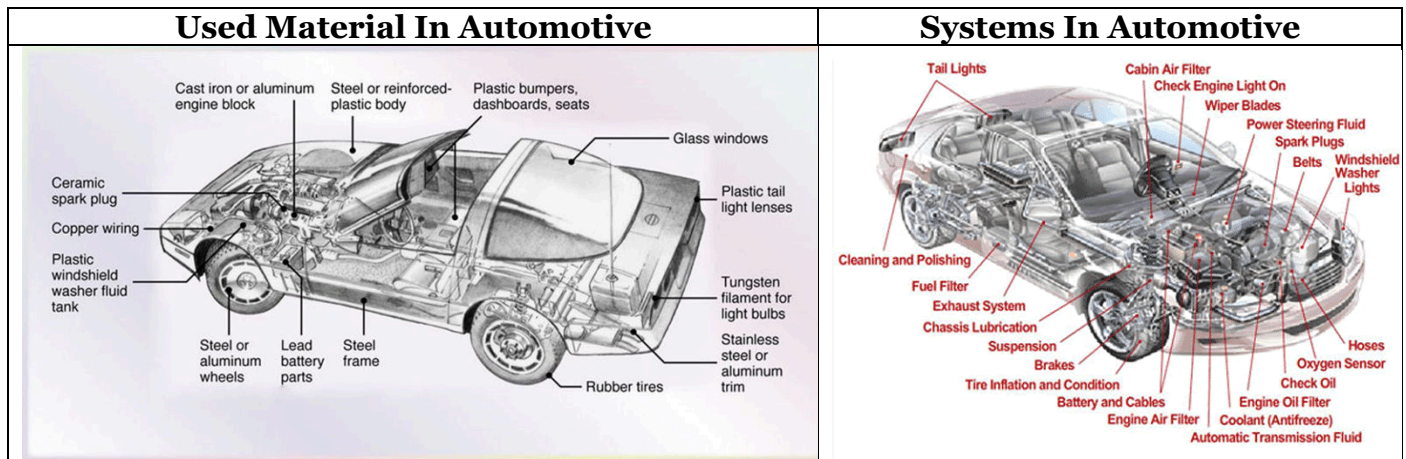 Used Material In Automotive
Systems In Automotive
Cast iron or aluminum
engine block
Steel or reinforced-
plastic body
Plastic bumpers,
dashboards, seats
Glass windows
Ceramic
spark plug
Copper wiring
Plastic
windshield
washer fluid
tank
Plastic tail
light lenses
Tungsten
filament for
light bulbs
Stainless
steel or
aluminum
trim
Steel or
aluminum
wheels
Lead
battery
parts
Steel
frame
Rubber tires
Tail Lights
Cabin Air Filter
Check Engine Light On
Wiper Blades
Power Steering Fluid
Spark Plugs
Belts
Windshield
Washer
Lights
Cleaning and Polishing
Fuel Filter
Exhaust System
Chassis Lubrication
Suspension
Brakes
Tire Inflation and Condition
Battery and Cables
Engine Air Filter
Hoses
Oxygen Sensor
Check Oil
Engine Oil Filter
Coolant (Antifreeze)
Automatic Transmission Fluid